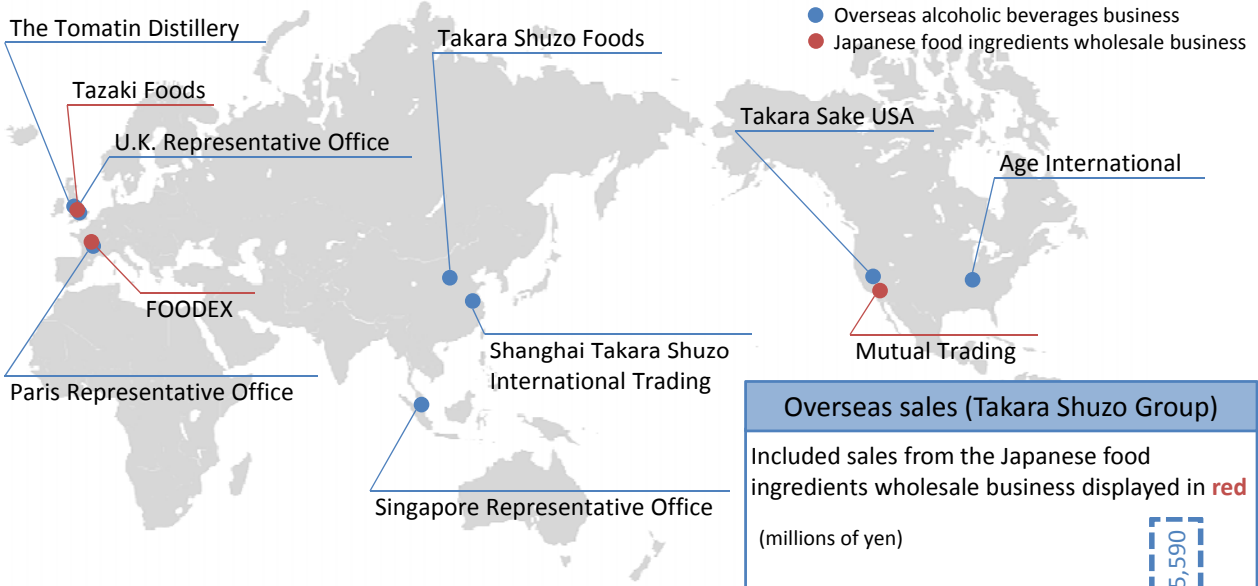 The Tomatin Distillery
Takara Shuzo Foods
Overseas alcoholic beverages business
Japanese food ingredients wholesale business
Tazaki Foods
U.K. Representative Office
Takara Sake USA
Age International
FOODEX
Shanghai Takara Shuzo
International Trading
Mutual Trading
Paris Representative Office
Singapore Representative Office
Overseas sales (Takara Shuzo Group)
Included sales from the Japanese food
ingredients wholesale business displayed in red
(millions of yen)